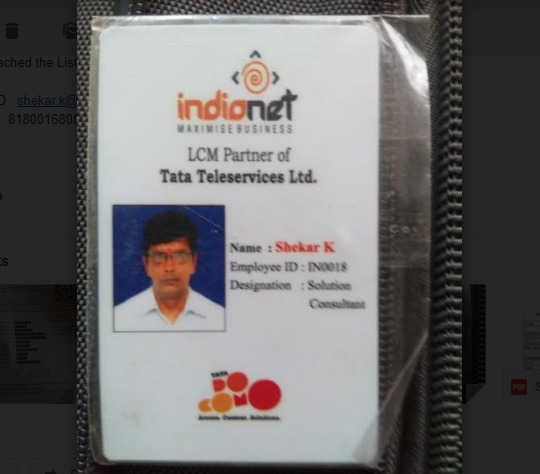 ached the List
D : shekar.k@
: 8180016800
indionet
MAXIMISE BUSINESS
LCM Partner of
Tata Teleservices Ltd.
Name : Shekar K
Employee ID : IN0018
Designation : Solution
Consultant
TATA
DOCOMO
Access. Connect. Solutions.
PDF